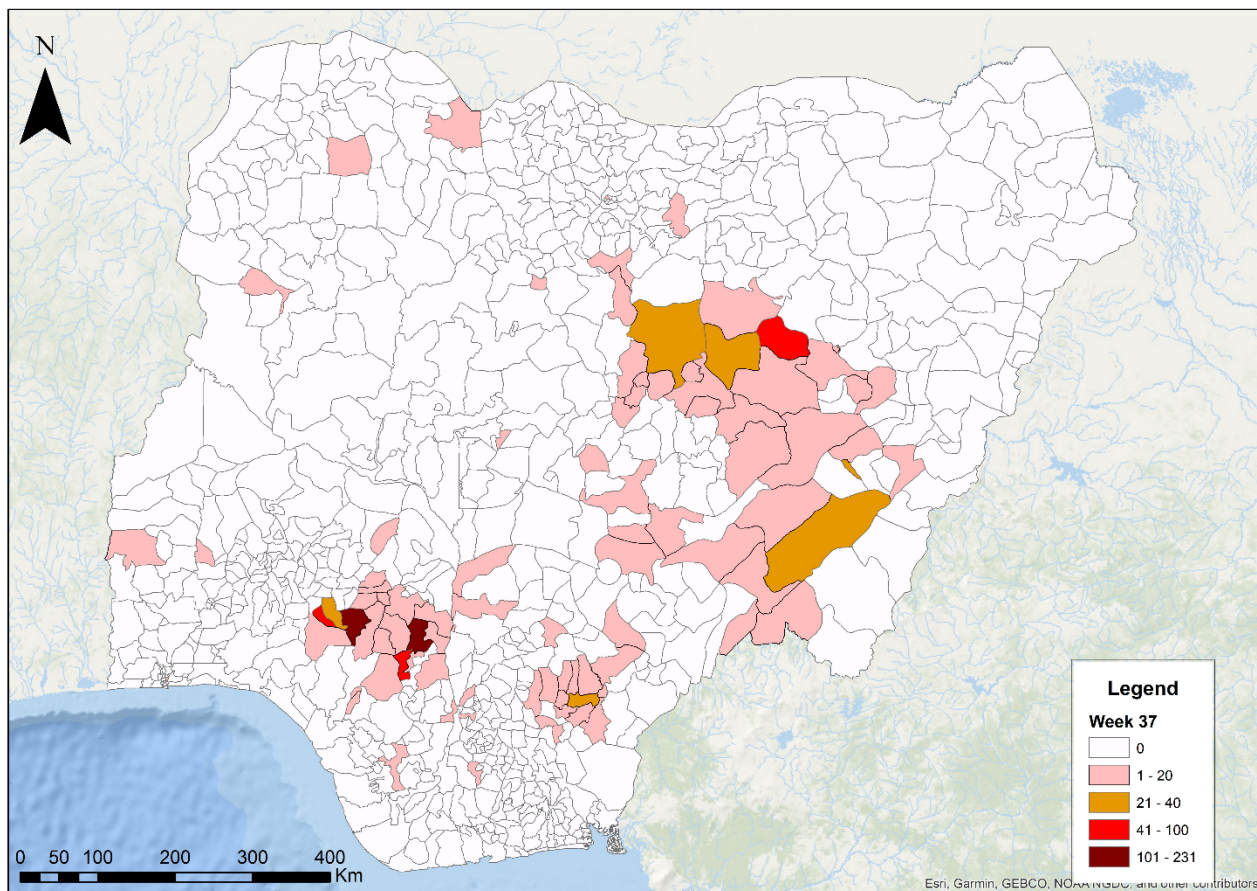 N
Legend
Week 37
0
1 - 20
21 - 40
41 - 100
101 - 231
0 50 100 200 300 400
Km
Esri, Garmin, GEBCO, NOAA NGDC, and other contributors